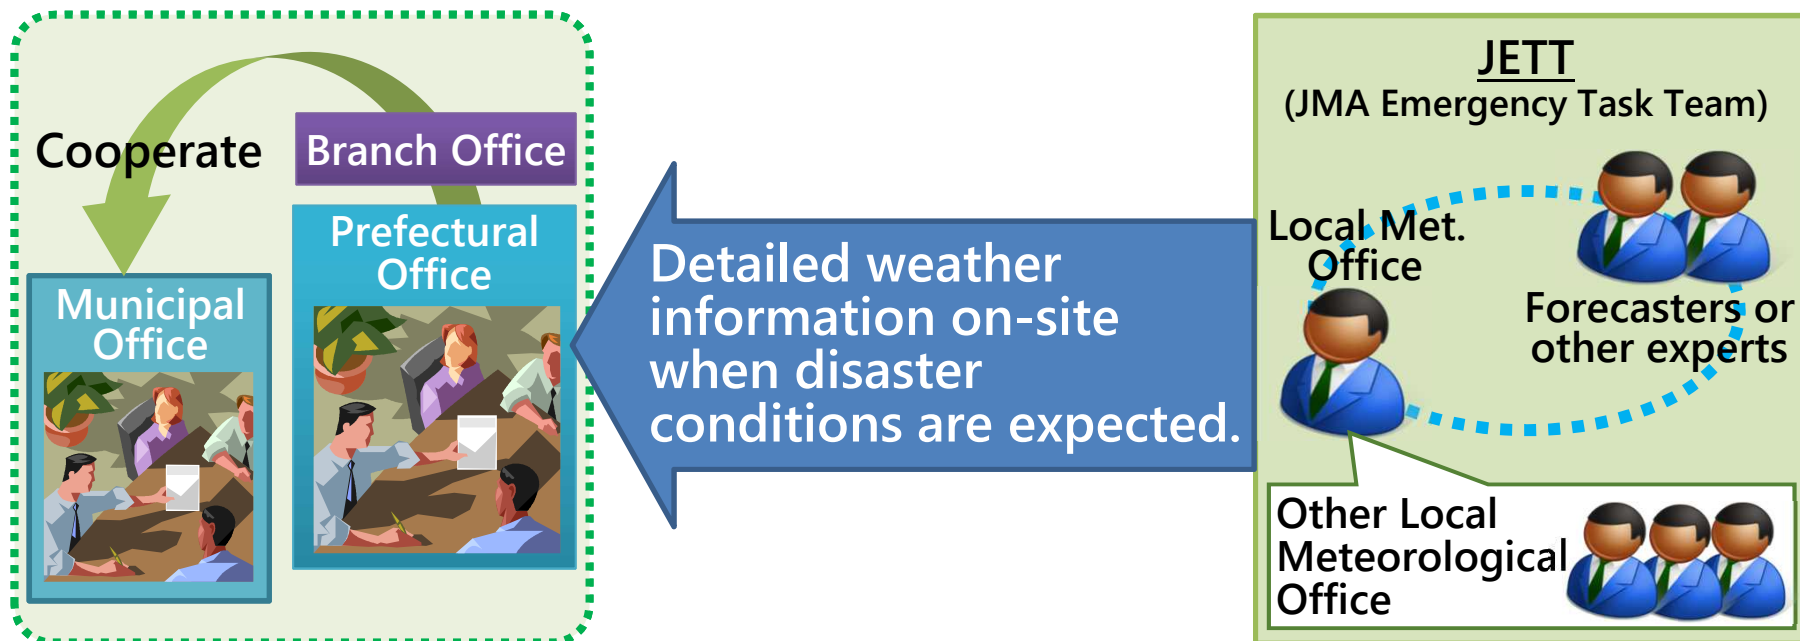 Cooperate
Branch Office
Prefectural
Office
Municipal
Office
Detailed weather
information on-site
when disaster
conditions are expected.
JETT
(JMA Emergency Task Team)
Local Met.
Office
Forecasters or
other experts
Other Local
Meteorological
Office